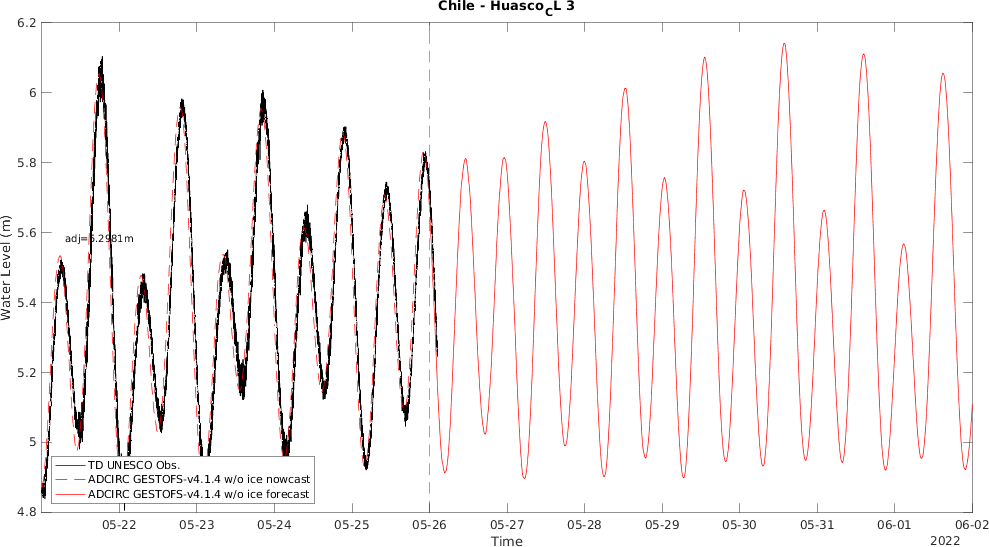 Chile - Huasco_CL 3
6.2
6
5.8
5.6
5.4
5.2
5
4.8
Water Level (m)
adj=5.2981m
TD UNESCO Obs.
ADCIRC GESTOFS-v4.1.4 w/o ice nowcast
ADCIRC GESTOFS-v4.1.4 w/o ice forecast
05-22 05-23 05-24 05-25 05-26 05-27 05-28 05-29 05-30 05-31 06-01 06-02
Time
2022